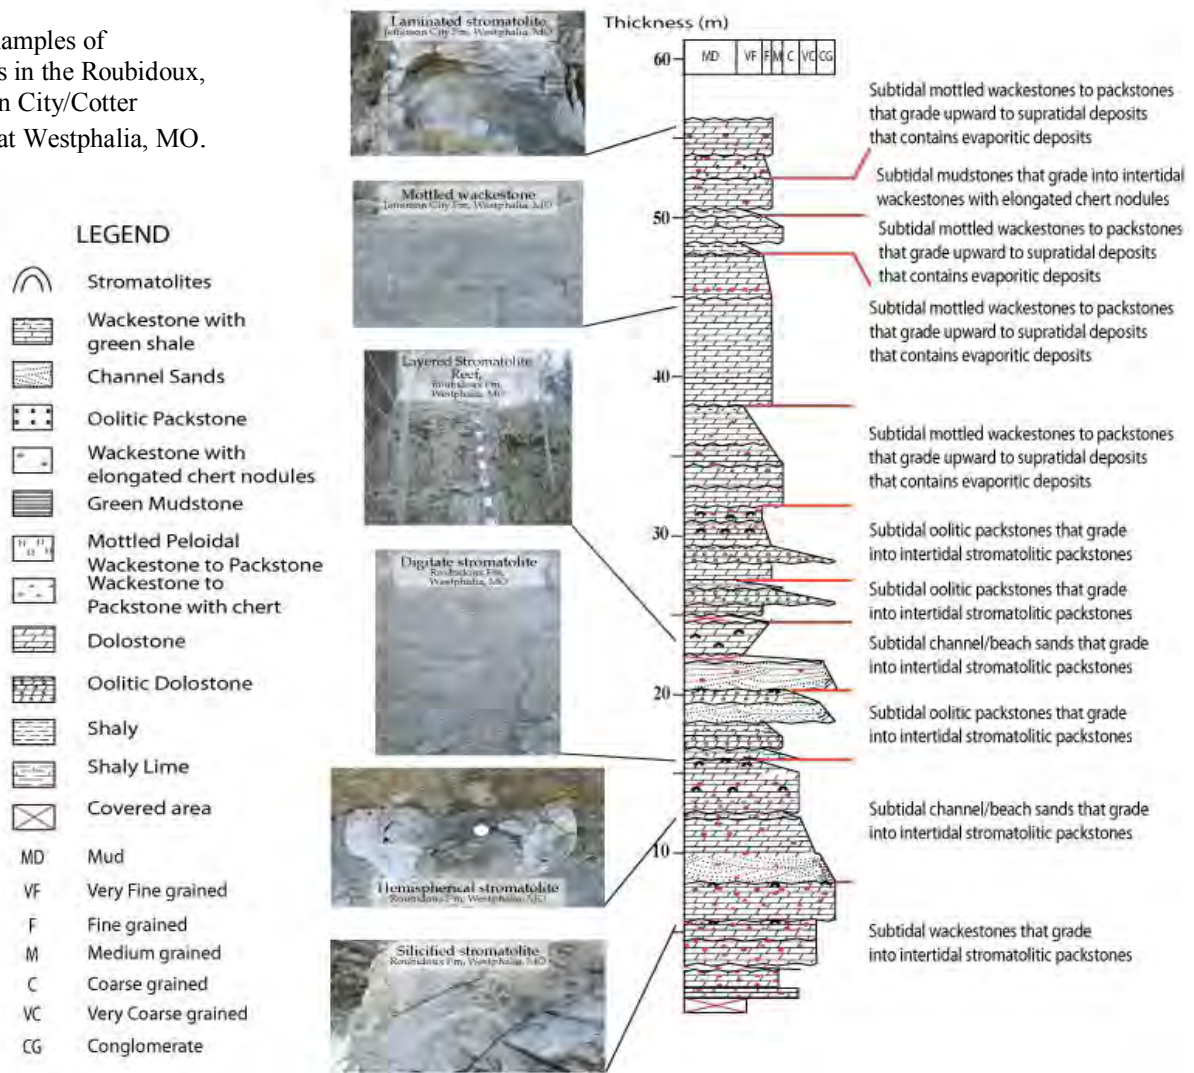 amples of
s in the Roubidoux,
n City/Cotter
at Westphalia, MO.
LEGEND
Stromatolites
Wackestone with
green shale
Channel Sands
Oolitic Packstone
Wackestone with
elongated chert nodules
Green Mudstone
Mottled Peloidal
Wackestone to Packstone
Wackestone to
Packstone with chert
Dolostone
Oolitic Dolostone
Shaly
Shaly Lime
Covered area
MD Mud
VF Very Fine grained
F Fine grained
M Medium grained
C Coarse grained
VC Very Coarse grained
CG Conglomerate
Laminated stromatolite
Jefferson City Fm, Westphalia, MO
Mottled wackestone
Jefferson City Fm, Westphalia, MO
Layered Stromatolite
Reef,
Roubidoux Fm,
Westphalia, MO
Digitate stromatolite
Roubidoux Fm,
Westphalia, MO
Hemispherical stromatolite
Roubidoux Fm, Westphalia, MO
Silicified stromatolite
Roubidoux Fm, Westphalia, MO
Thickness (m)
MD VF F M C VC CG
60
50
40
30
20
10
Subtidal mottled wackestones to packstones
that grade upward to supratidal deposits
that contains evaporitic deposits
Subtidal mudstones that grade into intertidal
wackestones with elongated chert nodules
Subtidal mottled wackestones to packstones
that grade upward to supratidal deposits
that contains evaporitic deposits
Subtidal mottled wackestones to packstones
that grade upward to supratidal deposits
that contains evaporitic deposits
Subtidal mottled wackestones to packstones
that grade upward to supratidal deposits
that contains evaporitic deposits
Subtidal oolitic packstones that grade
into intertidal stromatolitic packstones
Subtidal oolitic packstones that grade
into intertidal stromatolitic packstones
Subtidal channel/beach sands that grade
into intertidal stromatolitic packstones
Subtidal oolitic packstones that grade
into intertidal stromatolitic packstones
Subtidal channel/beach sands that grade
into intertidal stromatolitic packstones
Subtidal wackestones that grade
into intertidal stromatolitic packstones